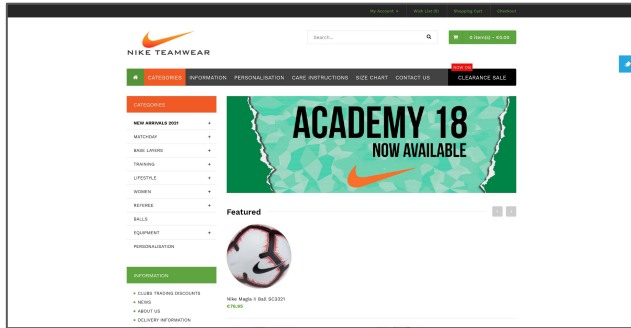 My Account Wish List (0) Shopping Cart Checkout
NIKE TEAMWEAR
Search...
0 item(s) - €0.00
NOW ON
CATEGORIES INFORMATION PERSONALISATION CARE INSTRUCTIONS SIZE CHART CONTACT US CLEARANCE SALE
CATEGORIES
NEW ARRIVALS 2021 +
MATCHDAY +
BASE LAYERS +
TRAINING +
LIFESTYLE +
WOMEN +
REFEREE +
BALLS
EQUIPMENT +
PERSONALISATION
ACADEMY 18
NOW AVAILABLE
Featured
Nike Magia II Ball SC3321
€79.95
INFORMATION
CLUBS TRADING DISCOUNTS
NEWS
ABOUT US
DELIVERY INFORMATION